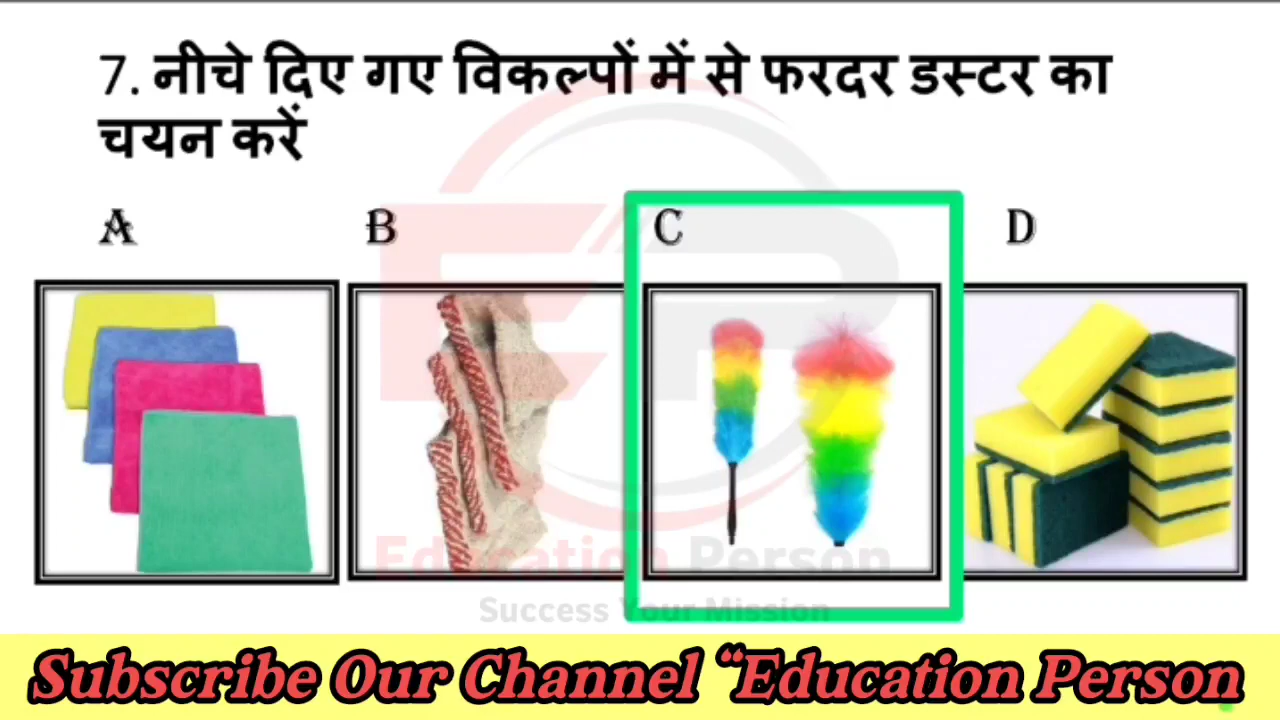 7. नीचे दिए गए विकल्पों में से फरदर डस्टर का
चयन करें
A B C D
Education Person
Success Your Mission
Subscribe Our Channel “Education Person